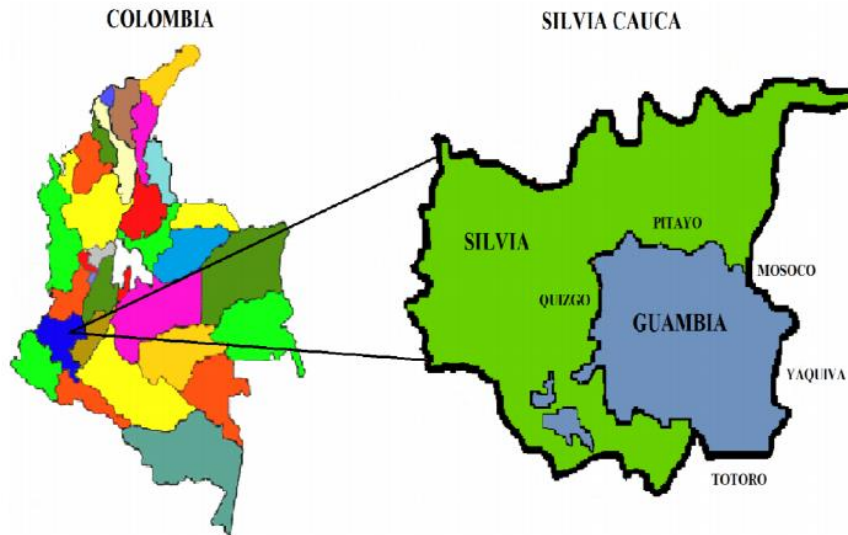 COLOMBIA
SILVIA CAUCA
PITAYO
SILVIA
MOSOCO
QUIZGO
GUAMBIA
YAQUIVA
TOTORO